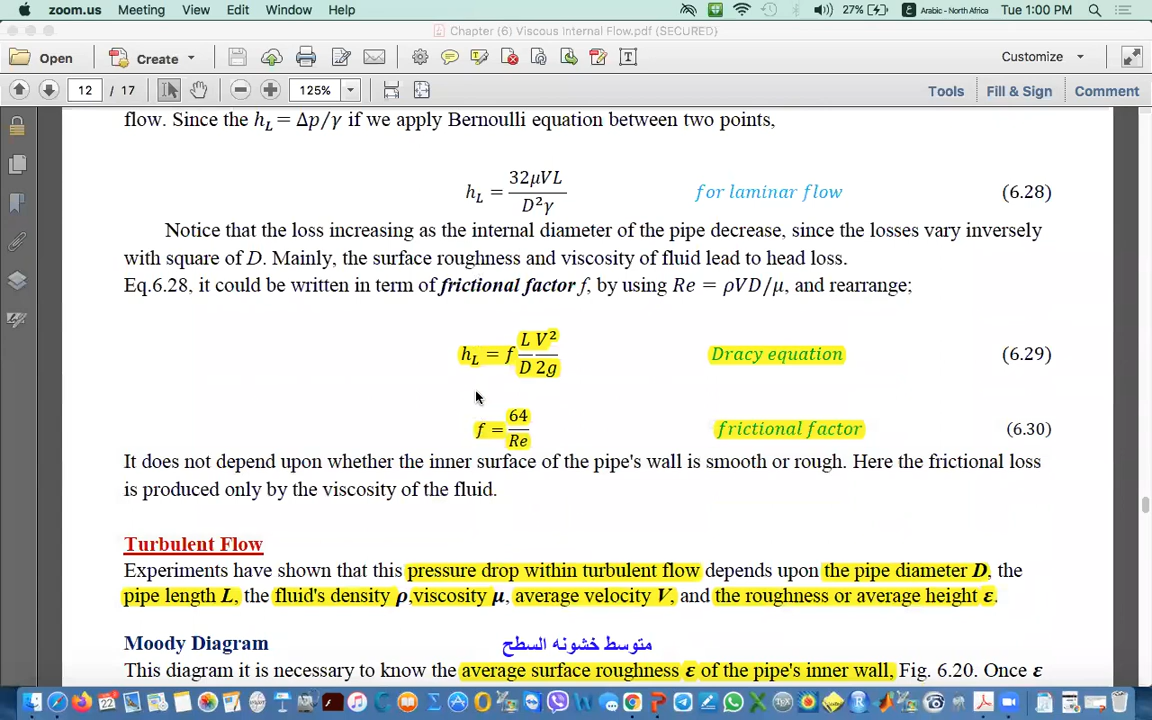 zoom.us Meeting View Edit Window Help 27% Arabic - North Africa Tue 1:00 PM
Chapter (6) Viscous Internal Flow.pdf (SECURED)
Open Create Customize
12 / 17 125% Tools Fill & Sign Comment
flow. Since the h_L = Δp/γ if we apply Bernoulli equation between two points,
h_L = 32μVL / D²γ for laminar flow (6.28)
Notice that the loss increasing as the internal diameter of the pipe decrease, since the losses vary inversely
with square of D. Mainly, the surface roughness and viscosity of fluid lead to head loss.
Eq.6.28, it could be written in term of frictional factor f, by using Re = ρVD/μ, and rearrange;
h_L = f L/D V²/2g Dracy equation (6.29)
f = 64/Re frictional factor (6.30)
It does not depend upon whether the inner surface of the pipe's wall is smooth or rough. Here the frictional loss
is produced only by the viscosity of the fluid.
Turbulent Flow
Experiments have shown that this pressure drop within turbulent flow depends upon the pipe diameter D, the
pipe length L, the fluid's density ρ,viscosity μ, average velocity V, and the roughness or average height ε.
Moody Diagram متوسط خشونه السطح
This diagram it is necessary to know the average surface roughness ε of the pipe's inner wall, Fig. 6.20. Once ε